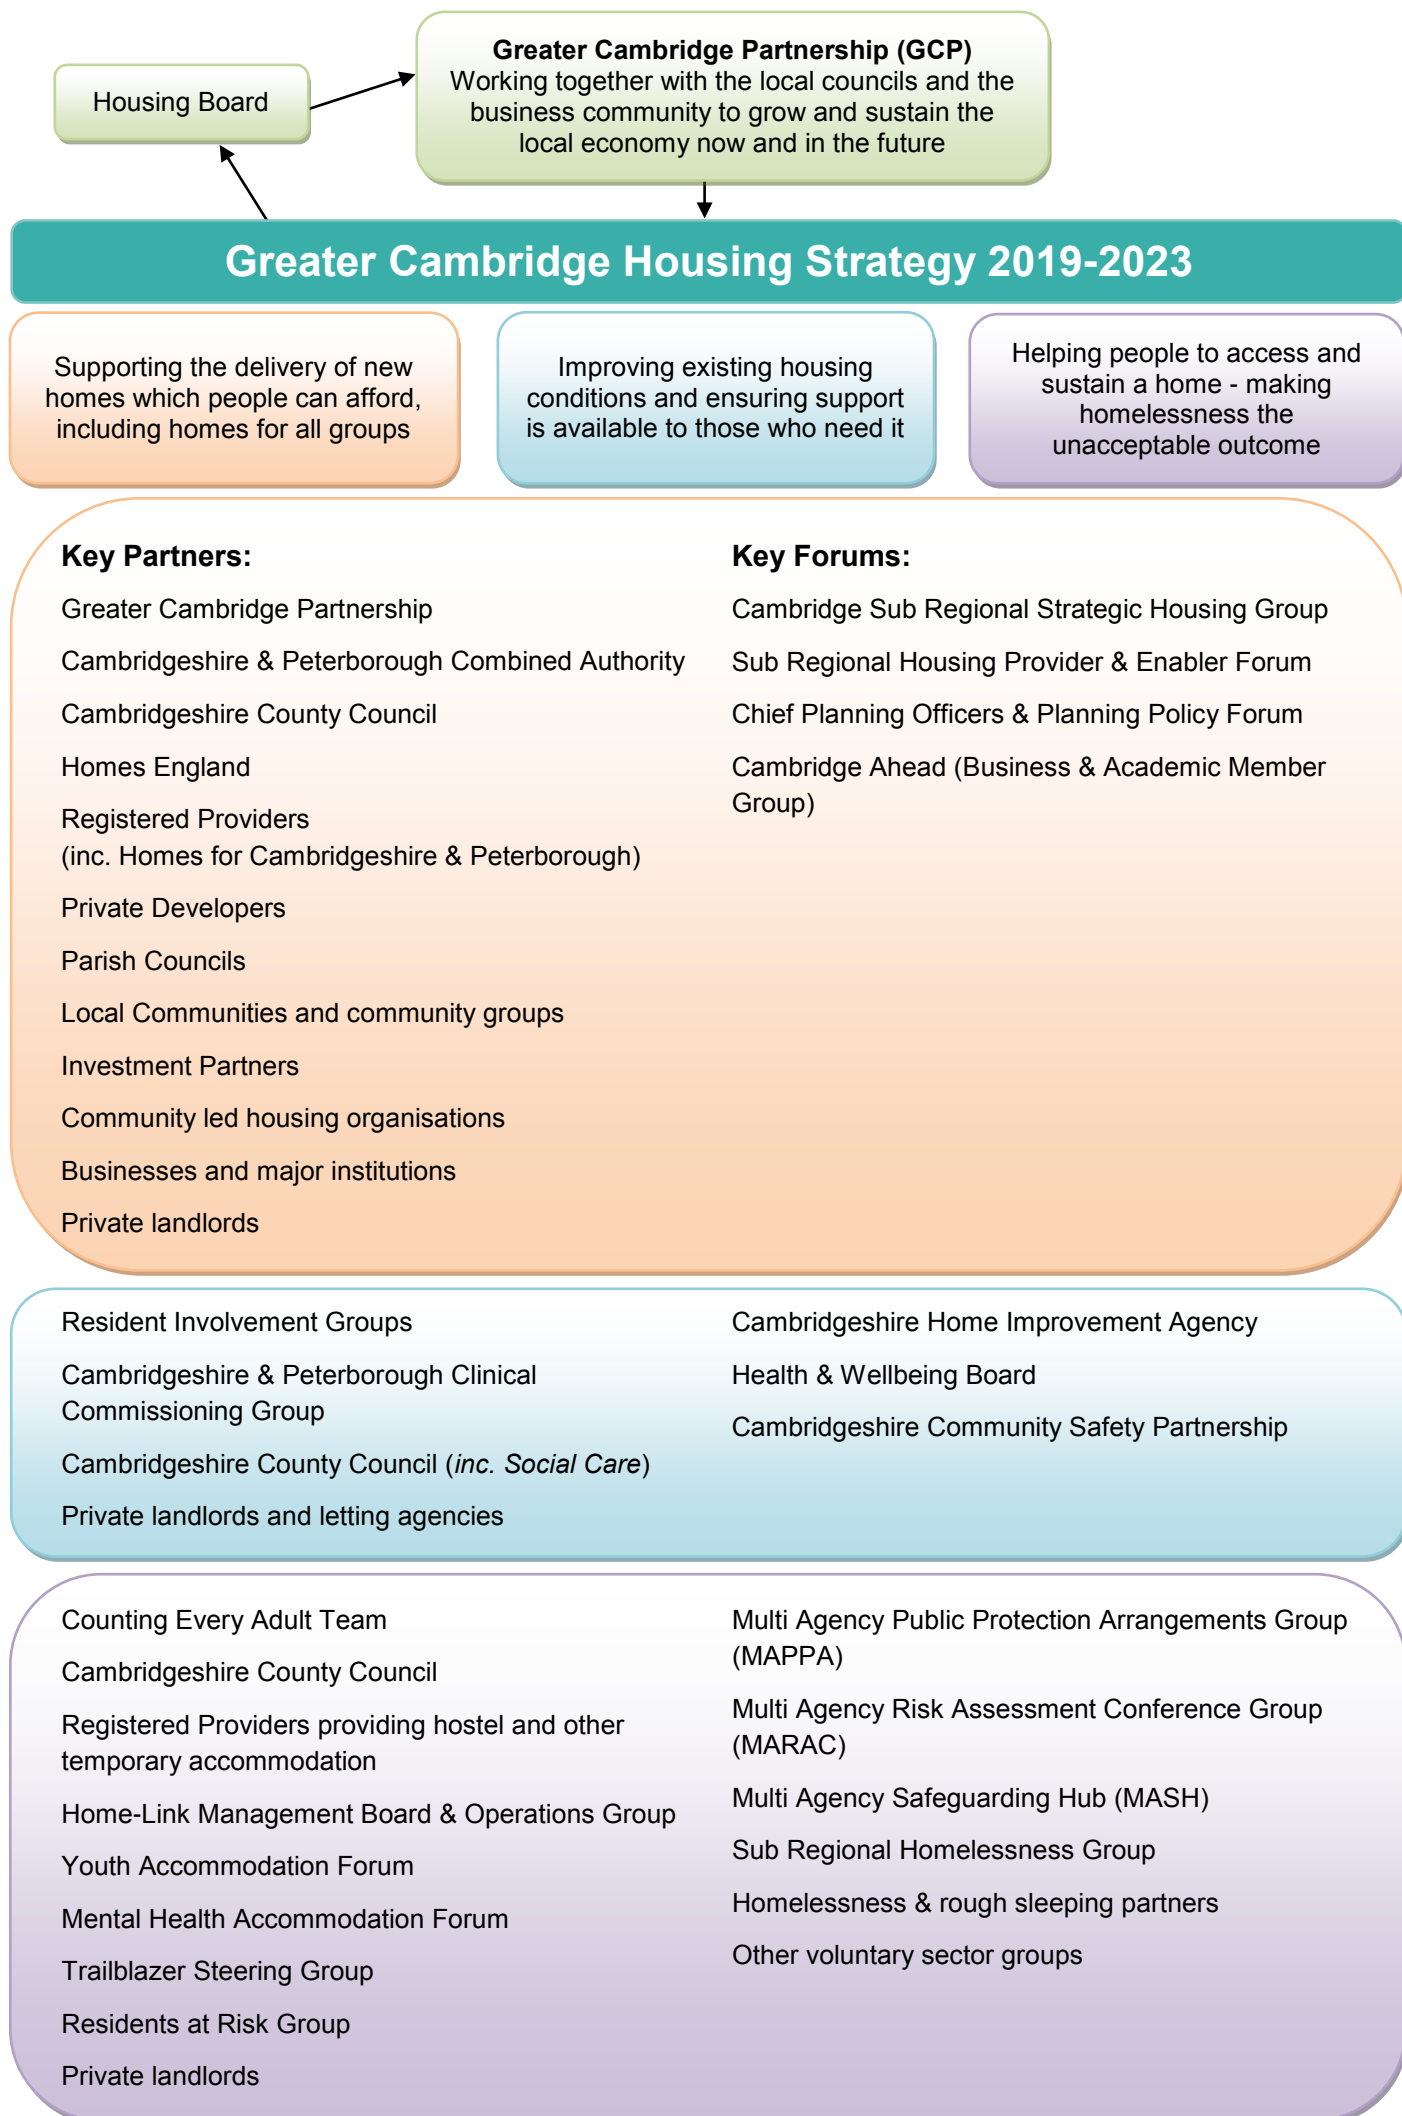 Greater Cambridge Partnership (GCP)
Working together with the local councils and the
business community to grow and sustain the
local economy now and in the future
Housing Board
Greater Cambridge Housing Strategy 2019-2023
Supporting the delivery of new
homes which people can afford,
including homes for all groups
Improving existing housing
conditions and ensuring support
is available to those who need it
Helping people to access and
sustain a home - making
homelessness the
unacceptable outcome
Key Partners:
Greater Cambridge Partnership
Cambridgeshire & Peterborough Combined Authority
Cambridgeshire County Council
Homes England
Registered Providers
(inc. Homes for Cambridgeshire & Peterborough)
Private Developers
Parish Councils
Local Communities and community groups
Investment Partners
Community led housing organisations
Businesses and major institutions
Private landlords
Key Forums:
Cambridge Sub Regional Strategic Housing Group
Sub Regional Housing Provider & Enabler Forum
Chief Planning Officers & Planning Policy Forum
Cambridge Ahead (Business & Academic Member
Group)
Resident Involvement Groups
Cambridgeshire & Peterborough Clinical
Commissioning Group
Cambridgeshire County Council (inc. Social Care)
Private landlords and letting agencies
Cambridgeshire Home Improvement Agency
Health & Wellbeing Board
Cambridgeshire Community Safety Partnership
Counting Every Adult Team
Cambridgeshire County Council
Registered Providers providing hostel and other
temporary accommodation
Home-Link Management Board & Operations Group
Youth Accommodation Forum
Mental Health Accommodation Forum
Trailblazer Steering Group
Residents at Risk Group
Private landlords
Multi Agency Public Protection Arrangements Group
(MAPPA)
Multi Agency Risk Assessment Conference Group
(MARAC)
Multi Agency Safeguarding Hub (MASH)
Sub Regional Homelessness Group
Homelessness & rough sleeping partners
Other voluntary sector groups